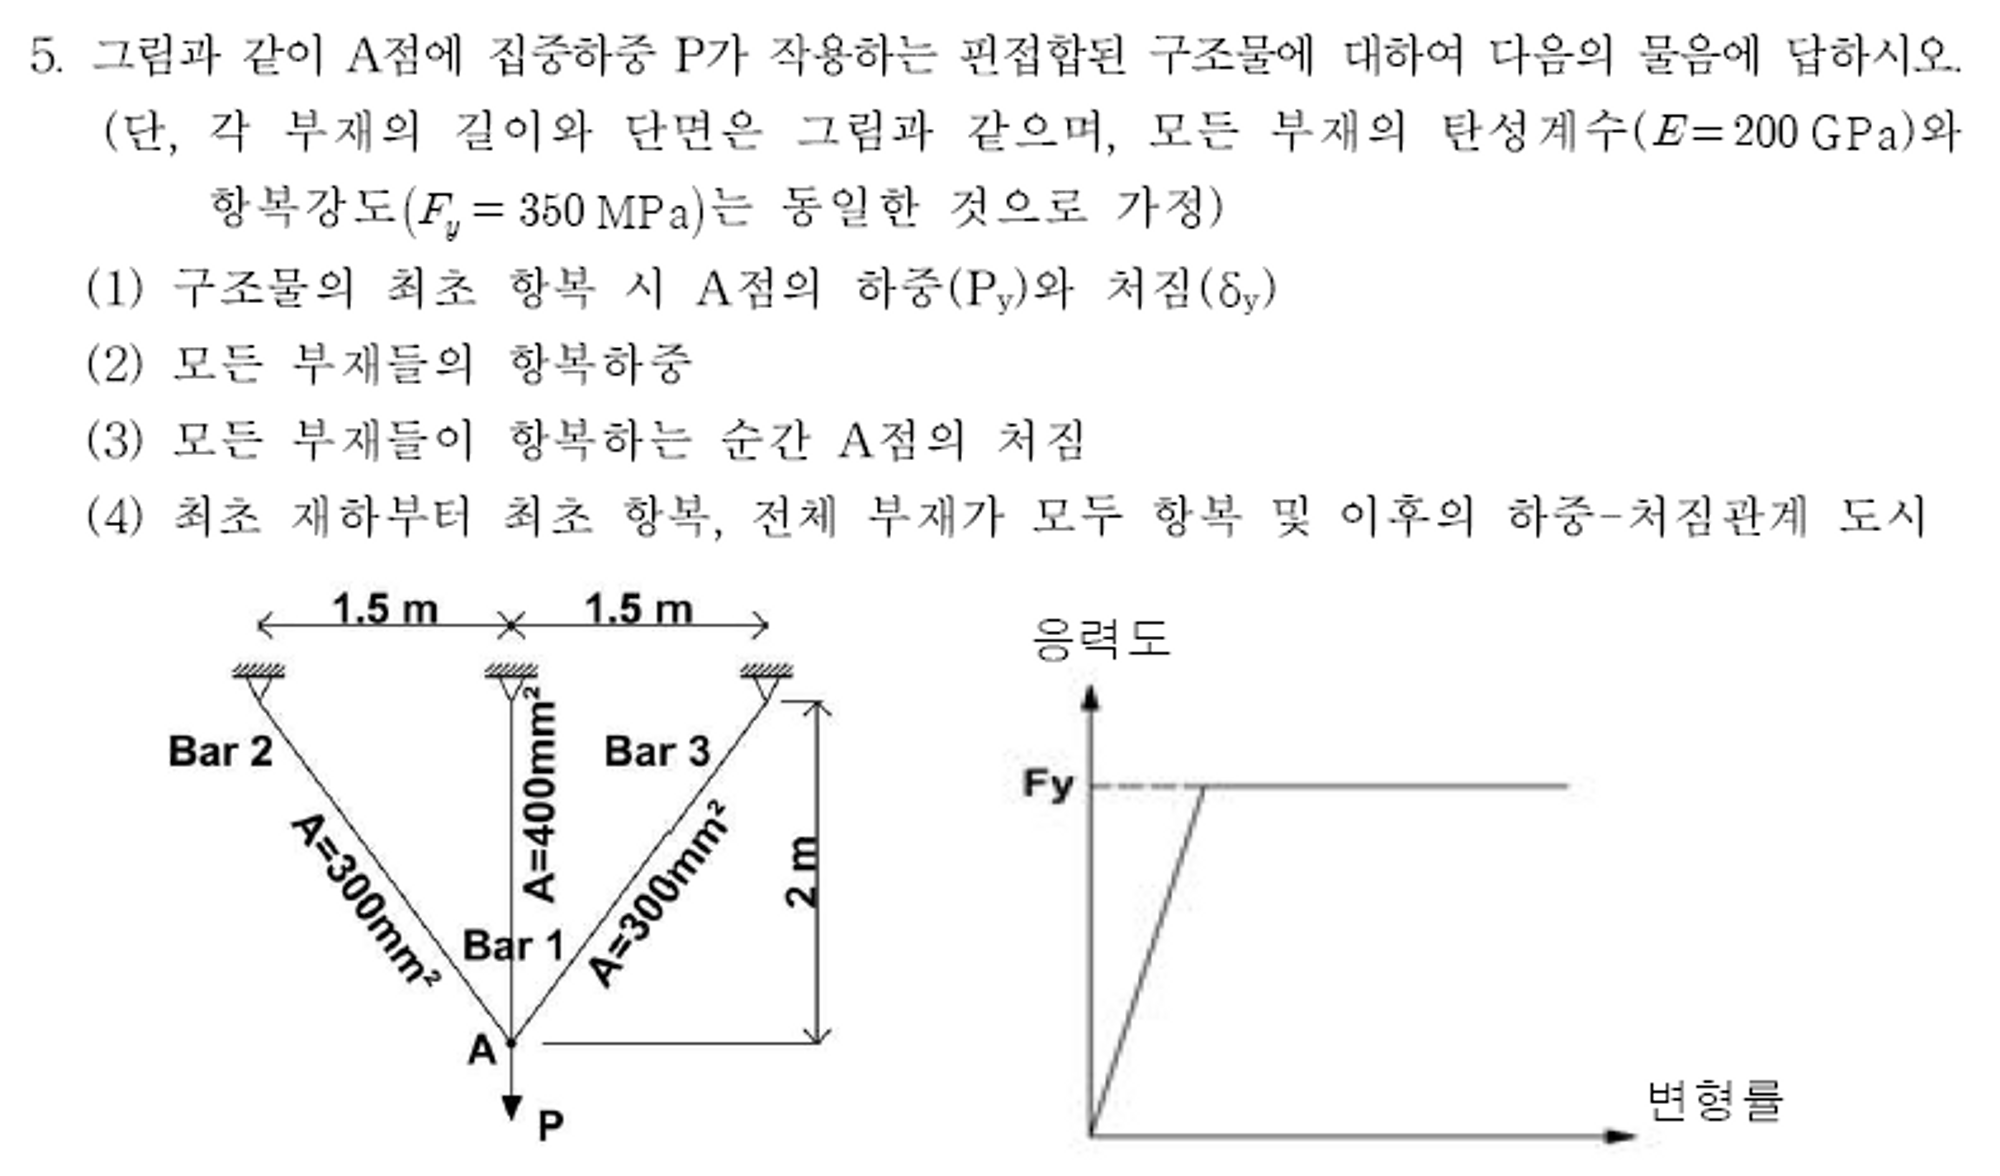 5. 그림과 같이 A점에 집중하중 P가 작용하는 핀접합된 구조물에 대하여 다음의 물음에 답하시오.
(단, 각 부재의 길이와 단면은 그림과 같으며, 모든 부재의 탄성계수(E=200 GPa)와
항복강도(Fy = 350 MPa)는 동일한 것으로 가정)
(1) 구조물의 최초 항복 시 A점의 하중(Py)와 처짐(δy)
(2) 모든 부재들의 항복하중
(3) 모든 부재들이 항복하는 순간 A점의 처짐
(4) 최초 재하부터 최초 항복, 전체 부재가 모두 항복 및 이후의 하중-처짐관계 도시
1.5 m 1.5 m
Bar 2
A=300mm²
A=400mm²
Bar 1
Bar 3
A=300mm²
2 m
A
P
응력도
Fy
변형률